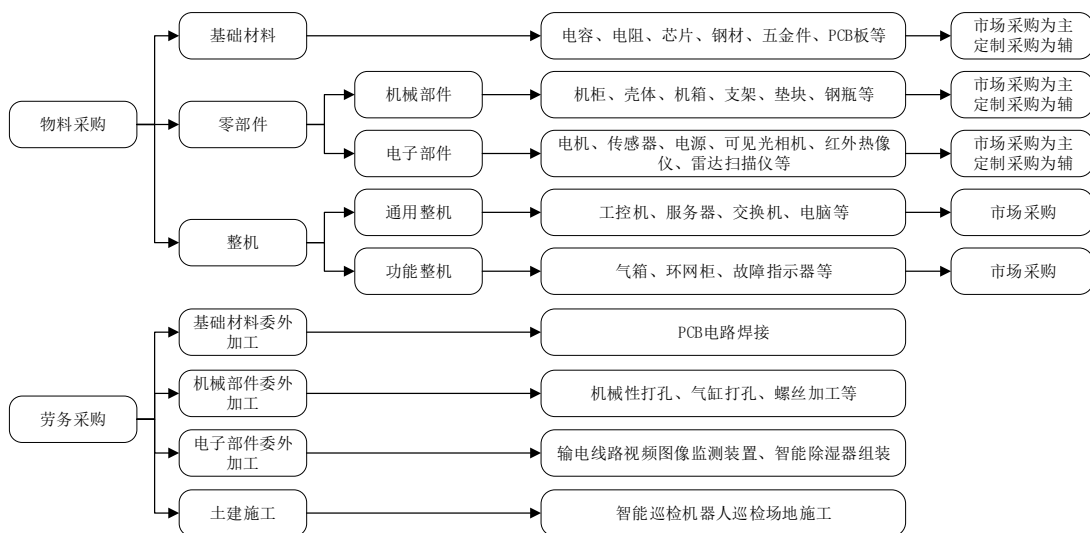 基础材料
电容、电阻、芯片、钢材、五金件、PCB板等
市场采购为主
定制采购为辅
物料采购
零部件
机械部件
机柜、壳体、机箱、支架、垫块、钢瓶等
市场采购为主
定制采购为辅
电子部件
电机、传感器、电源、可见光相机、红外热像
仪、雷达扫描仪等
市场采购为主
定制采购为辅
整机
通用整机
工控机、服务器、交换机、电脑等
市场采购
功能整机
气箱、环网柜、故障指示器等
市场采购
劳务采购
基础材料委外
加工
PCB电路焊接
机械部件委外
加工
机械性打孔、气缸打孔、螺丝加工等
电子部件委外
加工
输电线路视频图像监测装置、智能除湿器组装
土建施工
智能巡检机器人巡检场地施工